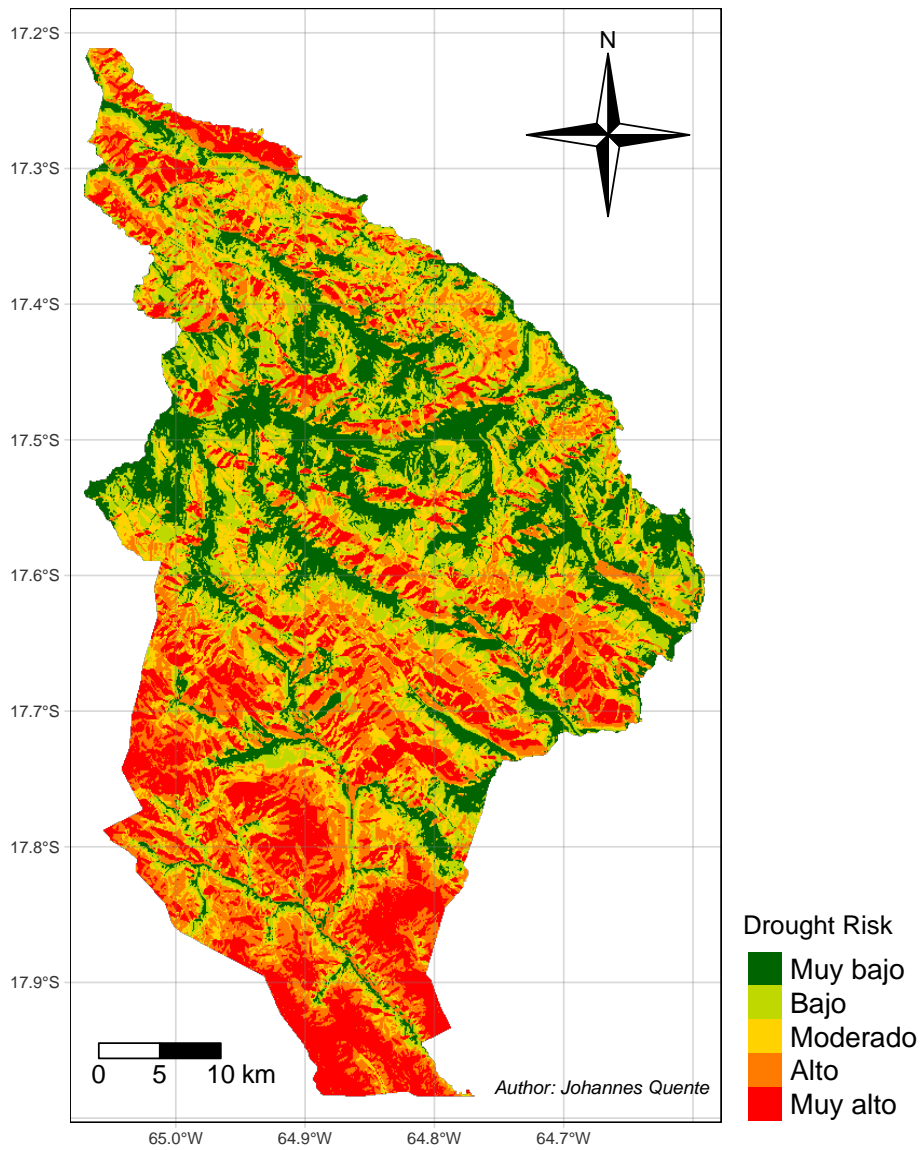 17.2°S
17.3°S
17.4°S
17.5°S
17.6°S
17.7°S
17.8°S
17.9°S
N
Drought Risk
Muy bajo
Bajo
Moderado
Alto
Muy alto
0 5 10 km
Author: Johannes Quente
65.0°W 64.9°W 64.8°W 64.7°W